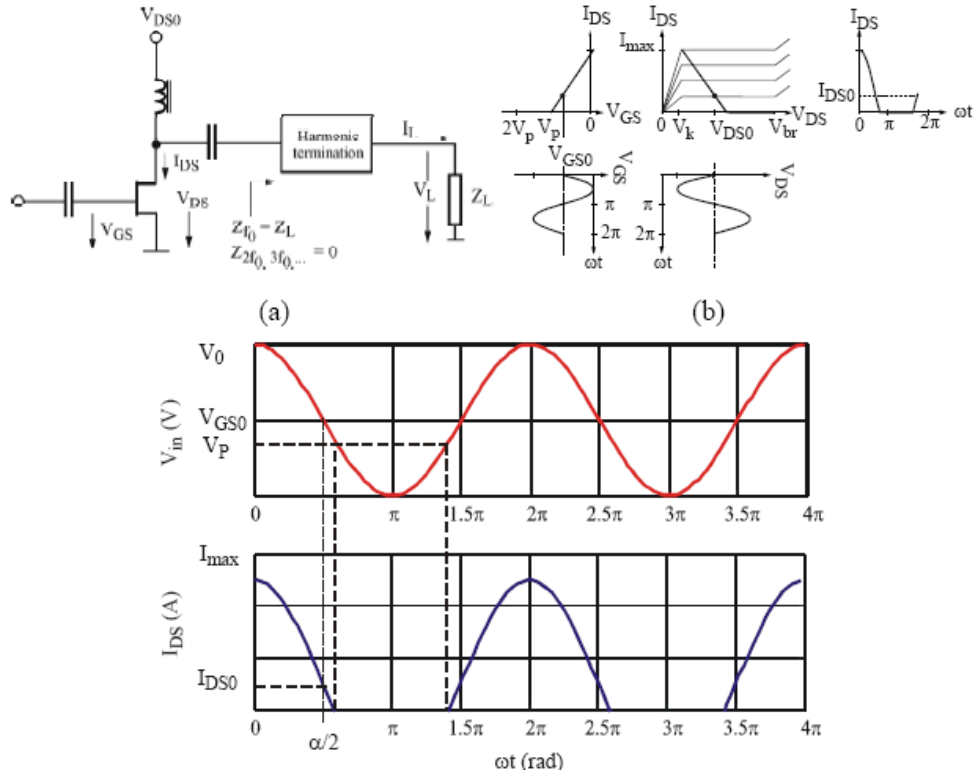 V_DS0
Harmonic
termination
I_L
I_DS
V_DS
V_GS
V_L
Z_L
Z_f0 = Z_L
Z_2f0, 3f0,... = 0
(a)
I_DS
I_DS
I_DS
I_max
I_DS0
2V_p V_p 0
V_GS
0
V_k V_DS0 V_br
V_DS
0 π 2π
ωt
V_GS0
V_GS
π
2π
ωt
V_DS
π
2π
ωt
(b)
V_0
V_GS0
V_P
V_in (V)
0 π 1.5π 2π 2.5π 3π 3.5π 4π
I_max
I_DS (A)
I_DS0
0 π 1.5π 2π 2.5π 3π 3.5π 4π
α/2
ωt (rad)